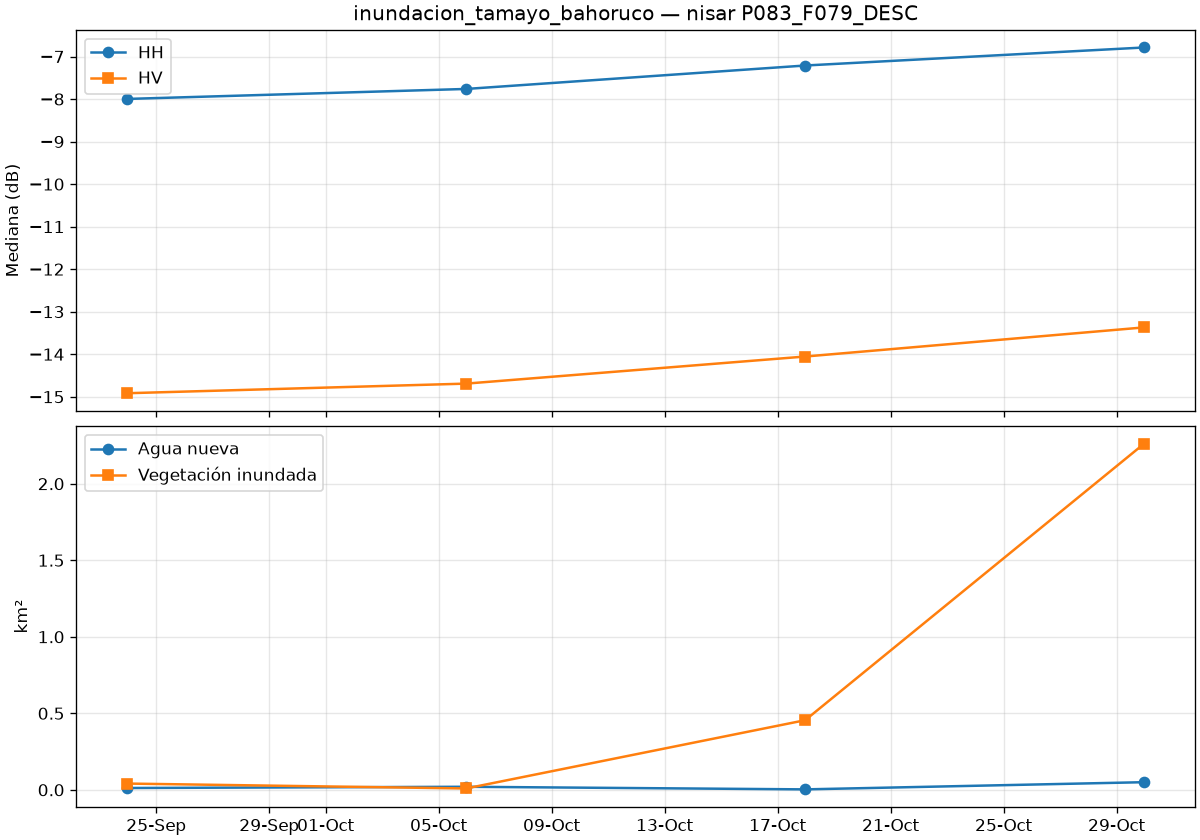 inundacion_tamayo_bahoruco — nisar P083_F079_DESC
HH
HV
−7
−8
−9
−10
−11
−12
−13
−14
−15
Mediana (dB)
Agua nueva
Vegetación inundada
2.0
1.5
1.0
0.5
0.0
km²
25-Sep 29-Sep 01-Oct 05-Oct 09-Oct 13-Oct 17-Oct 21-Oct 25-Oct 29-Oct